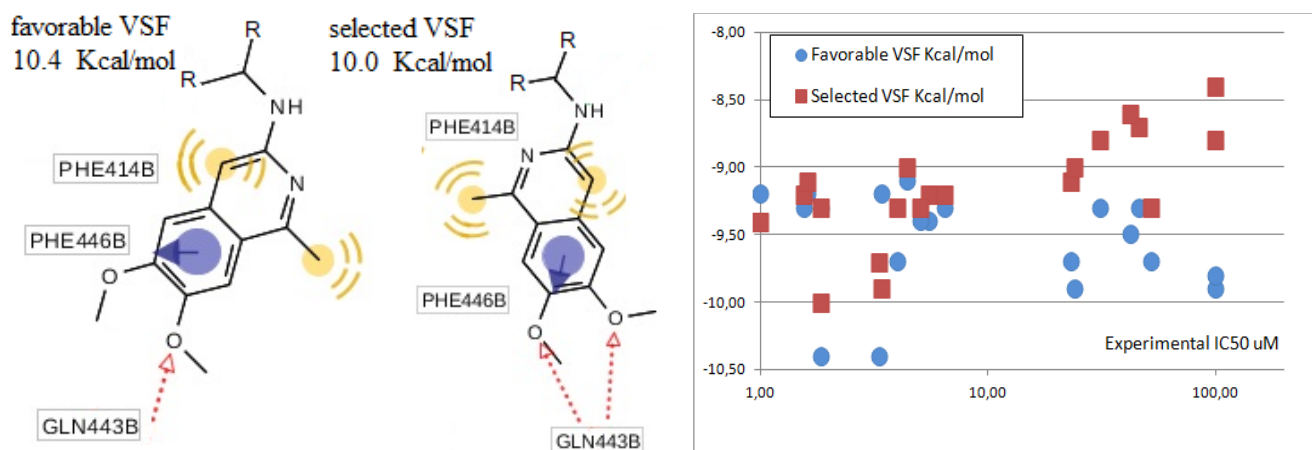 favorable VSF
10.4 Kcal/mol
R
R
NH
PHE414B
N
PHE446B
O
O
GLN443B
selected VSF
10.0 Kcal/mol
R
R
NH
PHE414B
N
PHE446B
O
O
GLN443B
Favorable VSF Kcal/mol
Selected VSF Kcal/mol
-8,00
-8,50
-9,00
-9,50
-10,00
-10,50
Experimental IC50 uM
1,00
10,00
100,00